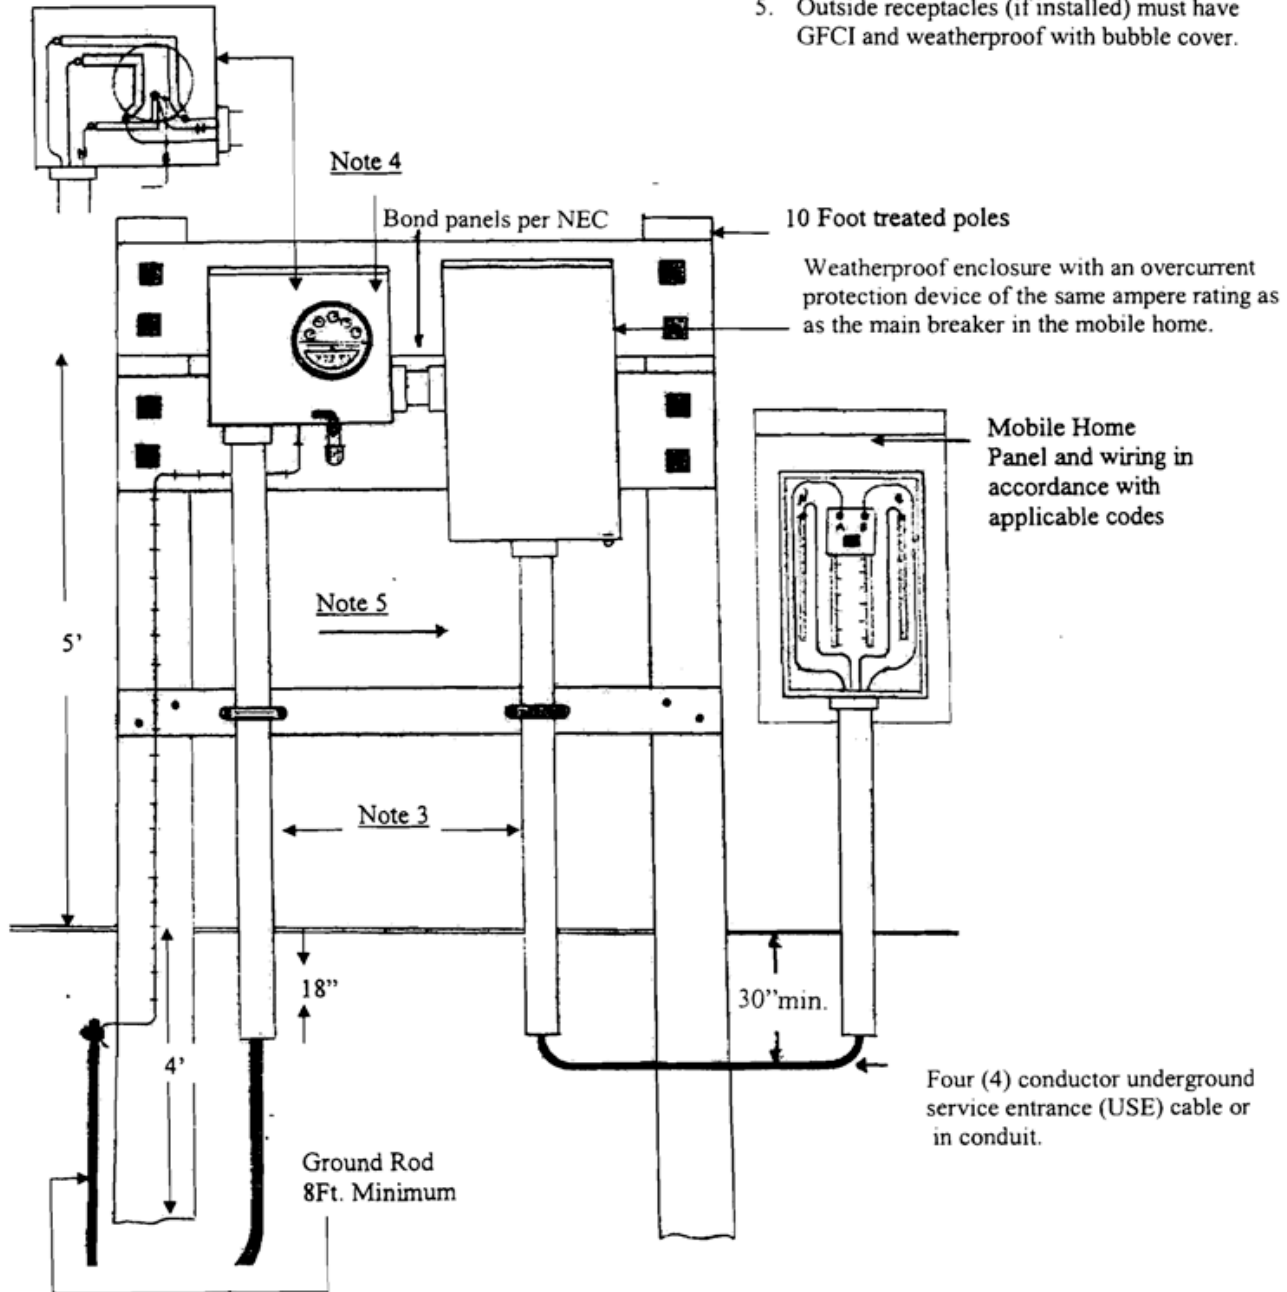 5. Outside receptacles (if installed) must have
GFCI and weatherproof with bubble cover.
Note 4
Bond panels per NEC
10 Foot treated poles
Weatherproof enclosure with an overcurrent
protection device of the same ampere rating as
as the main breaker in the mobile home.
Mobile Home
Panel and wiring in
accordance with
applicable codes
Note 5
5'
Note 3
18"
30"min.
4'
Four (4) conductor underground
service entrance (USE) cable or
in conduit.
Ground Rod
8Ft. Minimum